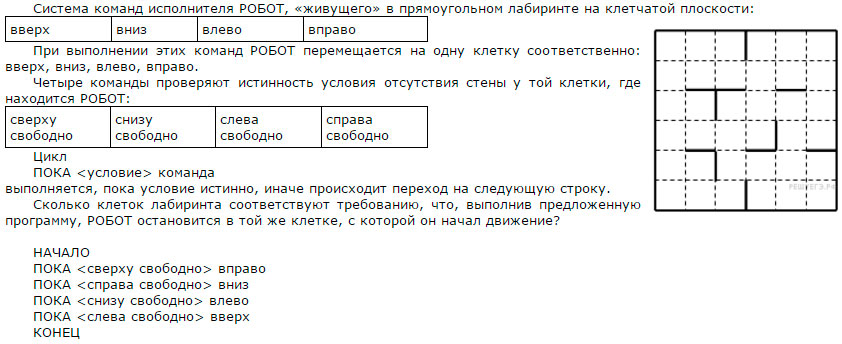 Система команд исполнителя РОБОТ, «живущего» в прямоугольном лабиринте на клетчатой плоскости:
вверх вниз влево вправо
При выполнении этих команд РОБОТ перемещается на одну клетку соответственно:
вверх, вниз, влево, вправо.
Четыре команды проверяют истинность условия отсутствия стены у той клетки, где
находится РОБОТ:
сверху снизу слева справа
свободно свободно свободно свободно
Цикл
ПОКА <условие> команда
выполняется, пока условие истинно, иначе происходит переход на следующую строку.
Сколько клеток лабиринта соответствуют требованию, что, выполнив предложенную
программу, РОБОТ остановится в той же клетке, с которой он начал движение?
НАЧАЛО
ПОКА <сверху свободно> вправо
ПОКА <справа свободно> вниз
ПОКА <снизу свободно> влево
ПОКА <слева свободно> вверх
КОНЕЦ
РЕШУЕГЭ.РФ